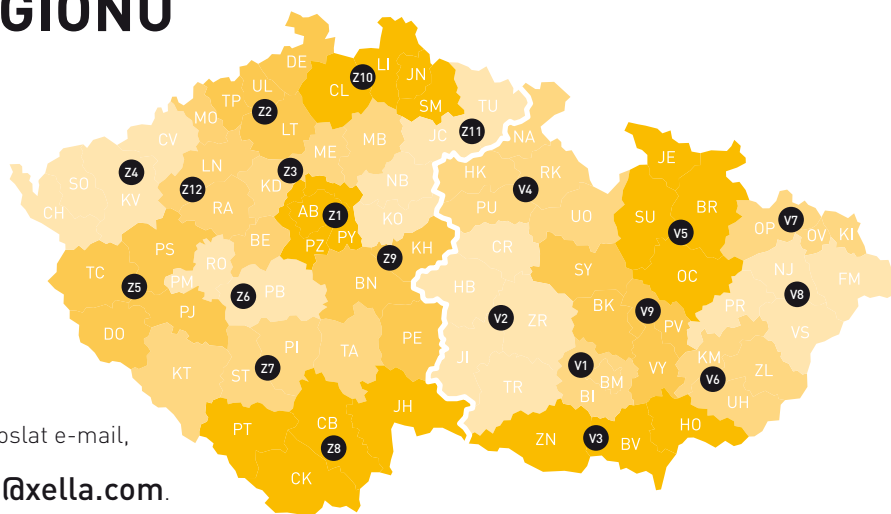 GIONU
DE
LI
Z10
JN
CL
UL
TP
Z2
SM
TU
MO
LT
JC
Z11
NA
CV
ME
MB
LN
Z3
Z4
SO
KV
Z12
KD
NB
HK
RK
V4
JE
CH
RA
AB
Z1
KO
PU
UO
SU
BR
V5
V7
OP
OV
KI
PS
BE
PZ
PY
KH
CR
Z9
RO
TC
Z5
PM
Z6
PB
BN
HB
SY
OC
NJ
FM
V8
PR
PJ
V2
ZR
BK
V9
PV
VS
DO
PI
TA
PE
JI
KT
ST
Z7
V1
BM
BI
VY
KM
V6
ZL
TR
UH
JH
PT
CB
Z8
CK
ZN
V3
BV
HO
oslat e-mail,
@xella.com.